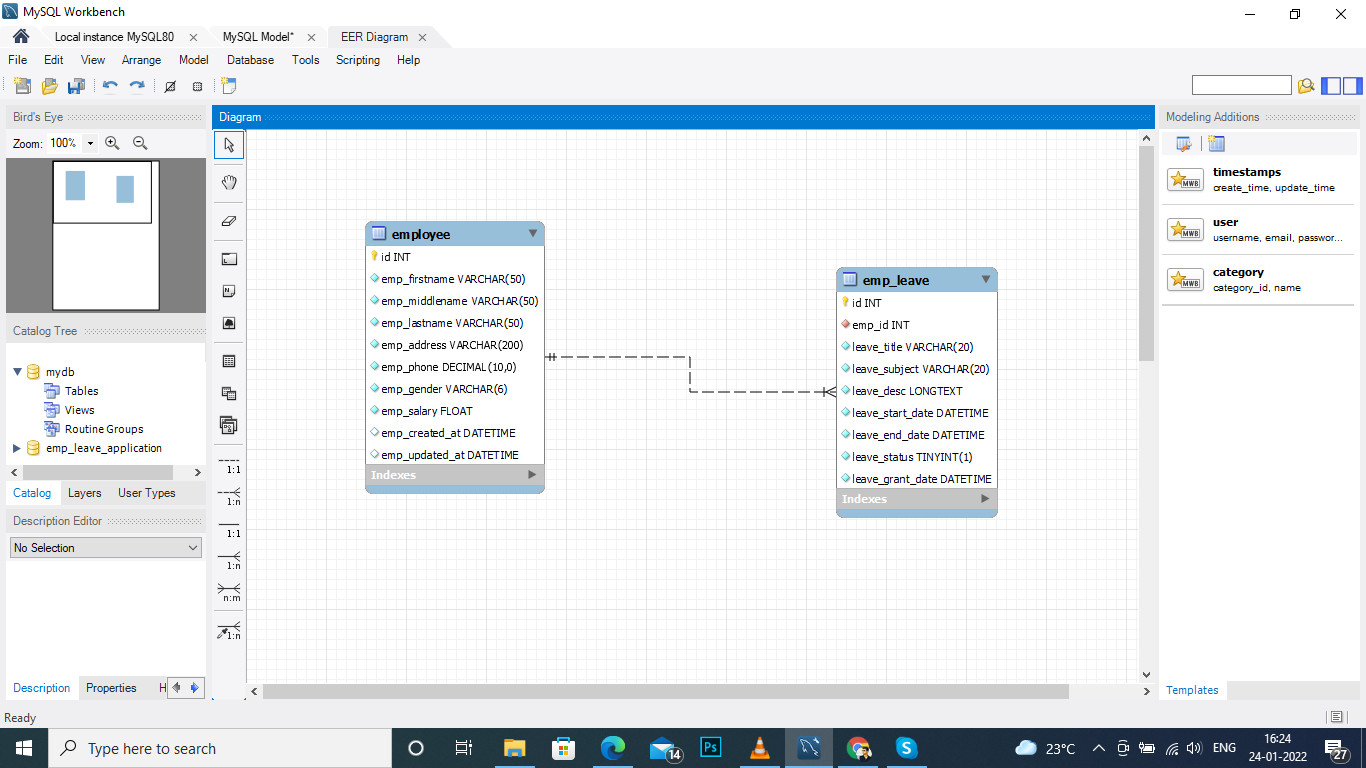 MySQL Workbench
Local instance MySQL80
MySQL Model*
EER Diagram
File Edit View Arrange Model Database Tools Scripting Help
Bird's Eye
Zoom: 100%
Catalog Tree
mydb
Tables
Views
Routine Groups
emp_leave_application
Catalog Layers User Types
Description Editor
No Selection
Description Properties H
Diagram
1:1
1:n
1:1
1:n
n:m
1:n
employee
id INT
emp_firstname VARCHAR(50)
emp_middlename VARCHAR(50)
emp_lastname VARCHAR(50)
emp_address VARCHAR(200)
emp_phone DECIMAL(10,0)
emp_gender VARCHAR(6)
emp_salary FLOAT
emp_created_at DATETIME
emp_updated_at DATETIME
Indexes
emp_leave
id INT
emp_id INT
leave_title VARCHAR(20)
leave_subject VARCHAR(20)
leave_desc LONGTEXT
leave_start_date DATETIME
leave_end_date DATETIME
leave_status TINYINT(1)
leave_grant_date DATETIME
Indexes
Modeling Additions
MWB
timestamps
create_time, update_time
MWB
user
username, email, passwor...
MWB
category
category_id, name
Templates
Ready
Type here to search
14
Ps
23°C
ENG
16:24
24-01-2022
27